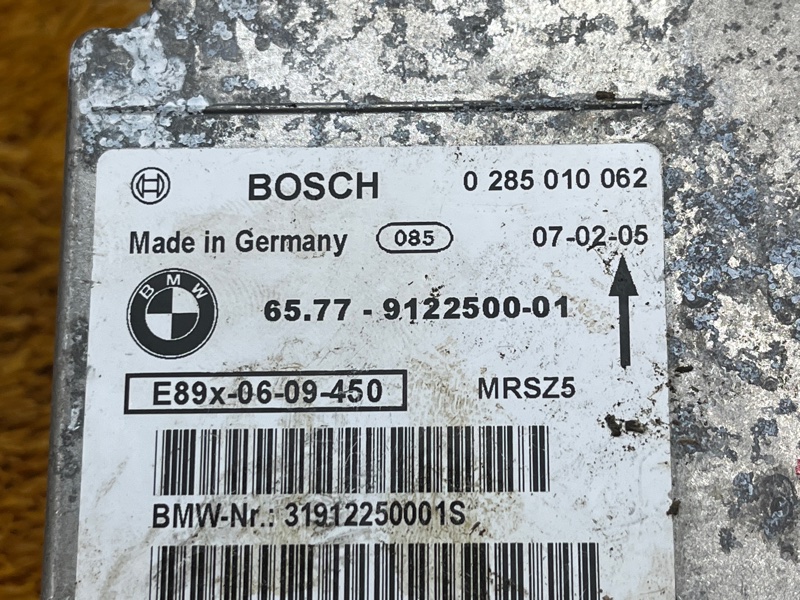 BOSCH 0 285 010 062
Made in Germany 085 07-02-05
BMW
65.77 - 9122500-01
E89x-06-09-450 MRSZ5
BMW-Nr.: 31912250001S